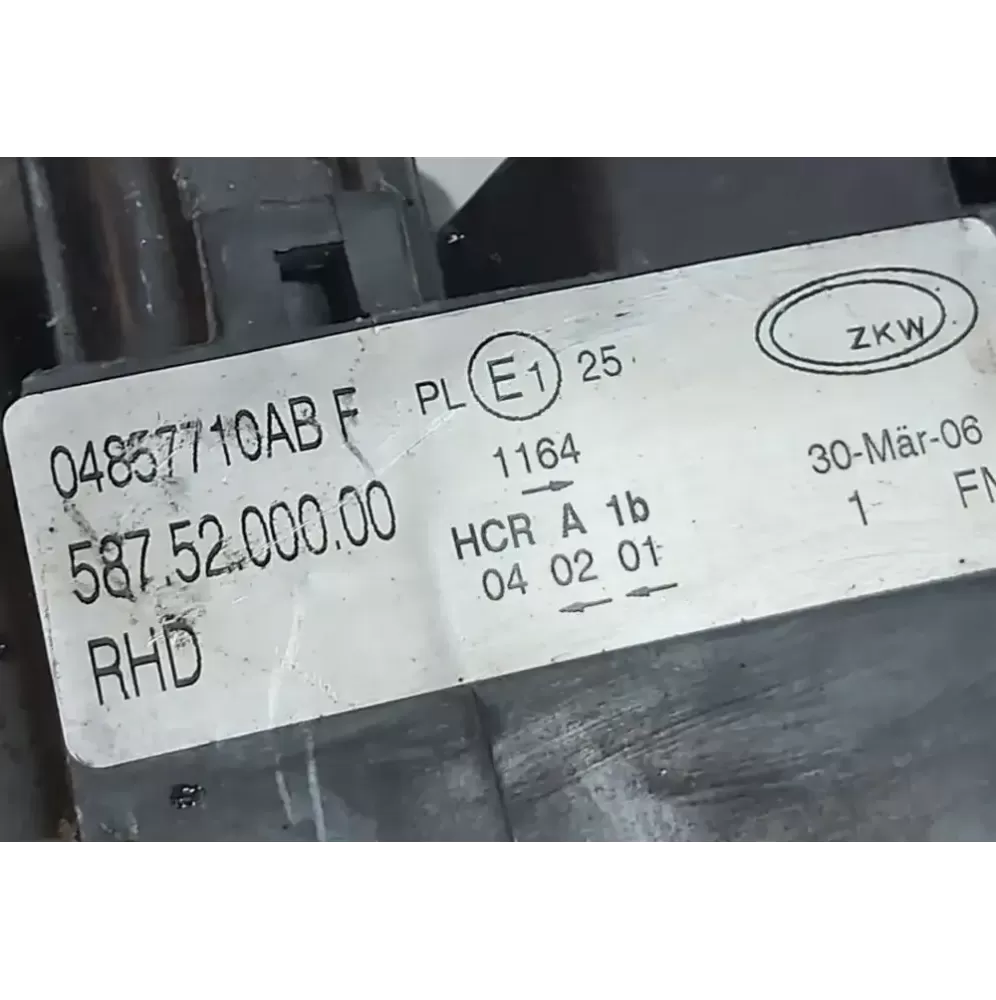 04857710AB F
587.52.000.00
RHD
PL E1 25
1164
HCR A 1b
04 02 01
ZKW
30-Mär-06
1